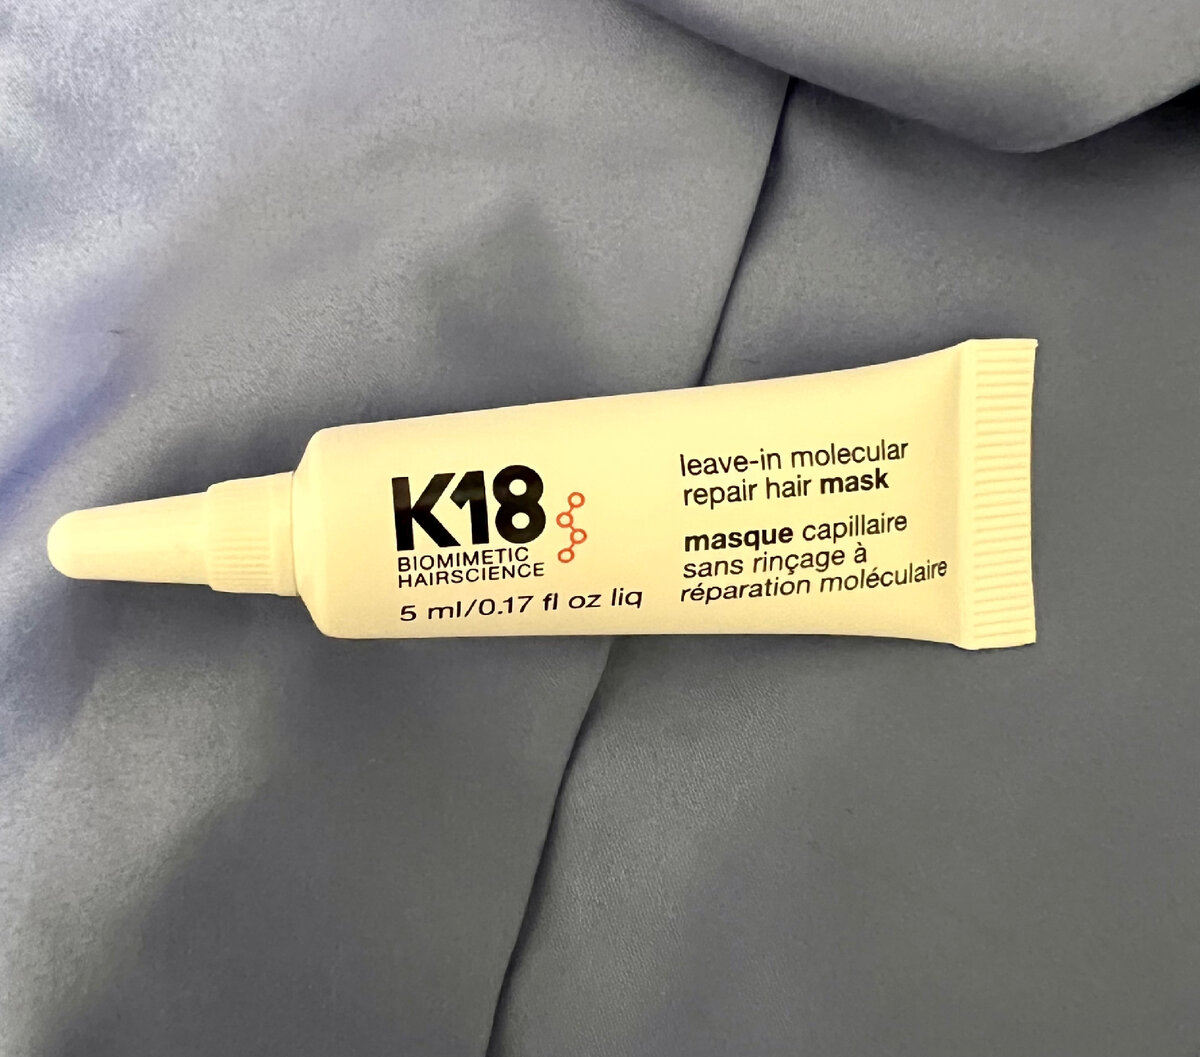 K18
BIOMIMETIC
HAIRSCIENCE
5 ml/0.17 fl oz liq
leave-in molecular
repair hair mask
masque capillaire
sans rinçage à
réparation moléculaire